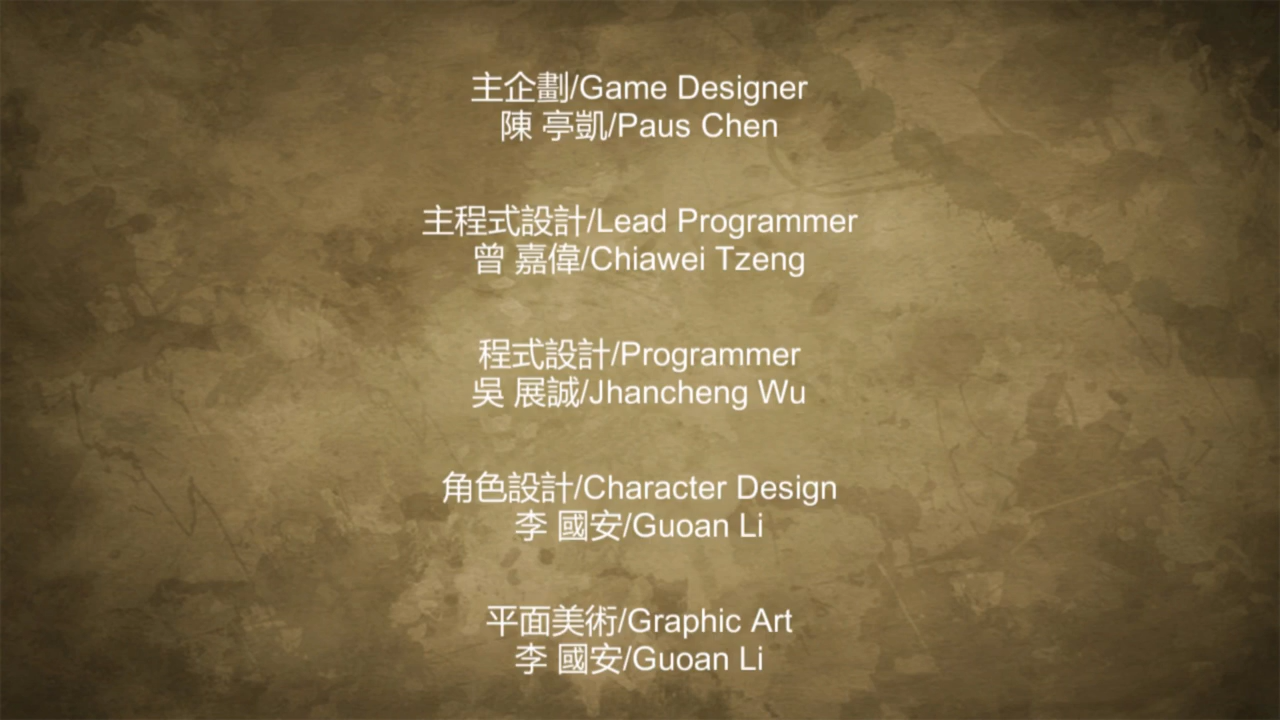 主企劃/Game Designer
陳 亭凱/Paus Chen
主程式設計/Lead Programmer
曾 嘉偉/Chiawei Tzeng
程式設計/Programmer
吳 展誠/Jhancheng Wu
角色設計/Character Design
李 國安/Guoan Li
平面美術/Graphic Art
李 國安/Guoan Li